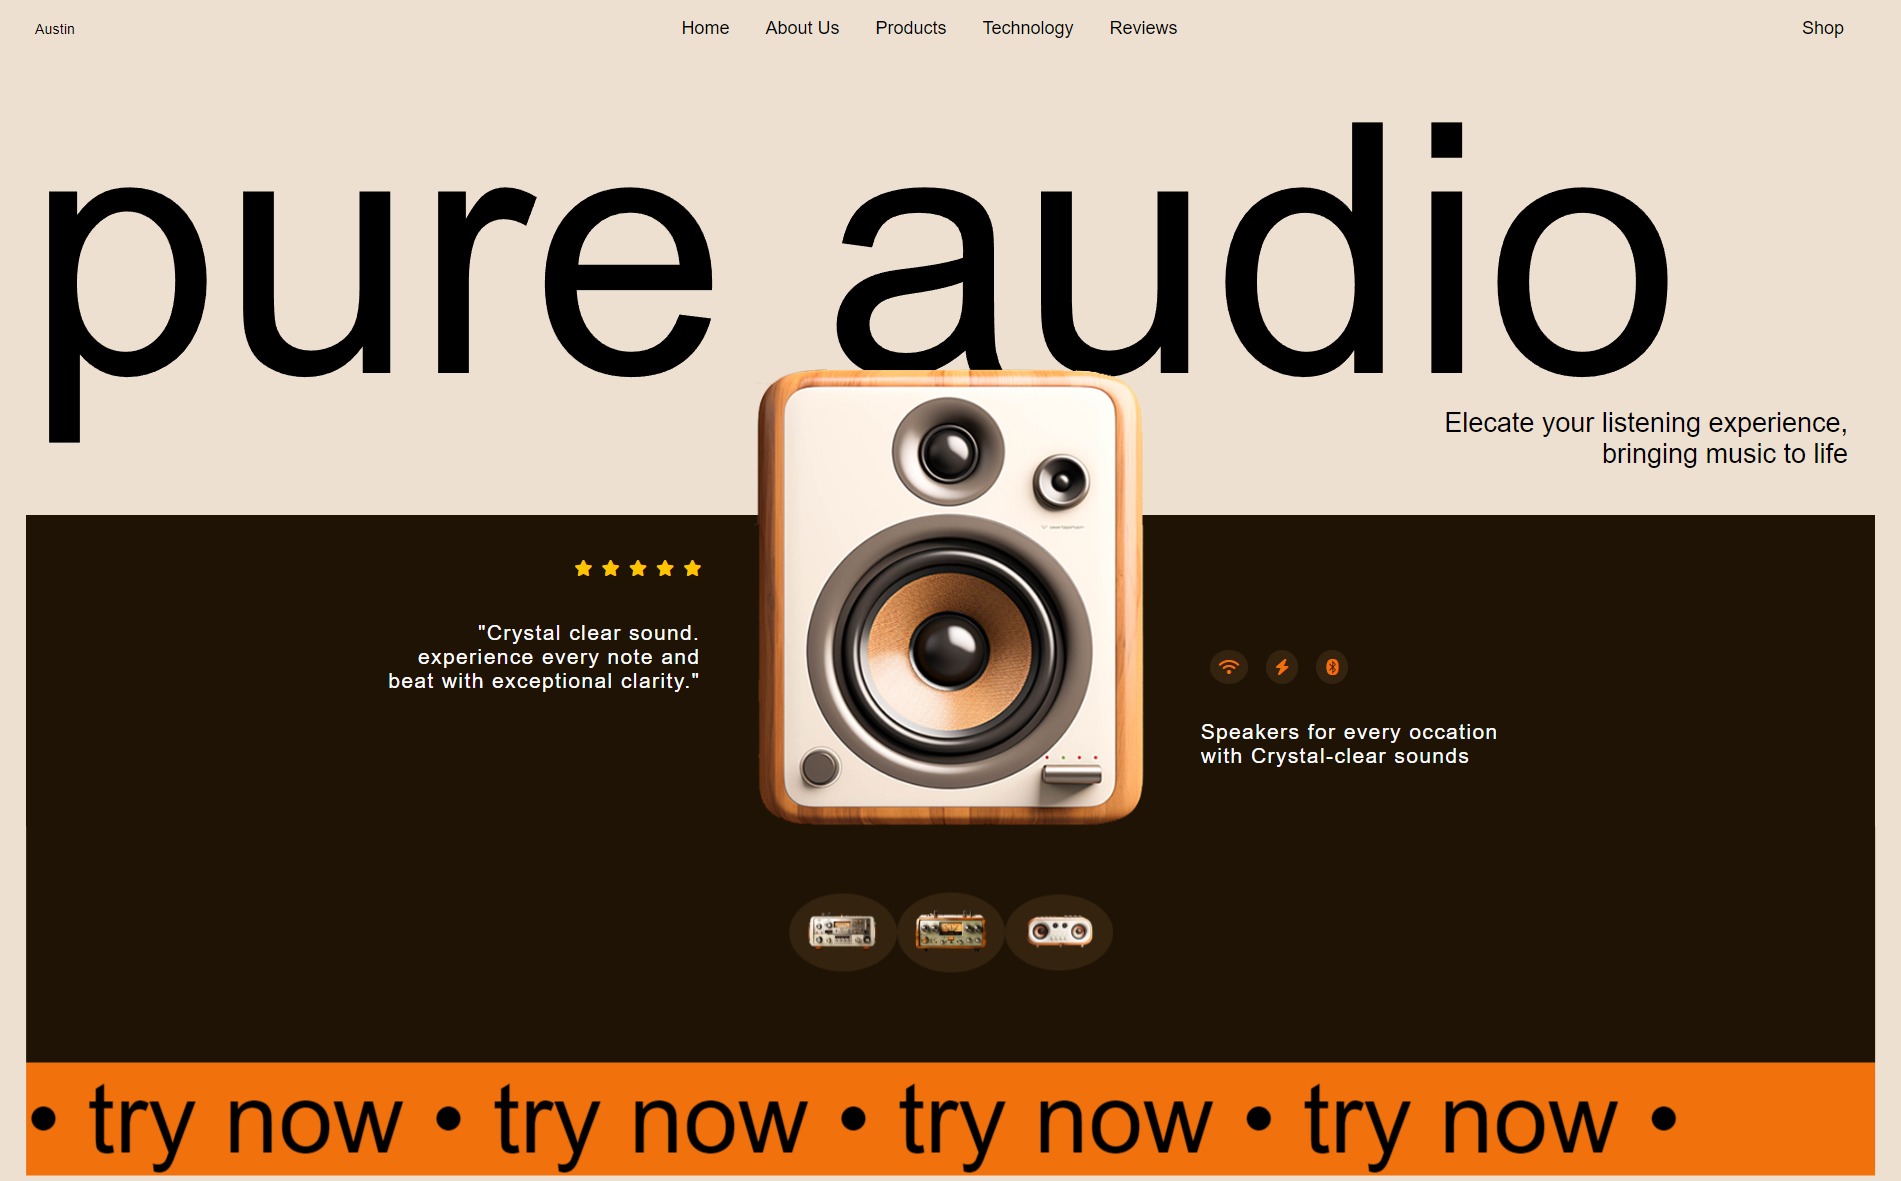 Austin
Home
About Us
Products
Technology
Reviews
Shop
pure audio
Elecate your listening experience,
bringing music to life
"Crystal clear sound.
experience every note and
beat with exceptional clarity."
Speakers for every occation
with Crystal-clear sounds
• try now • try now • try now • try now •